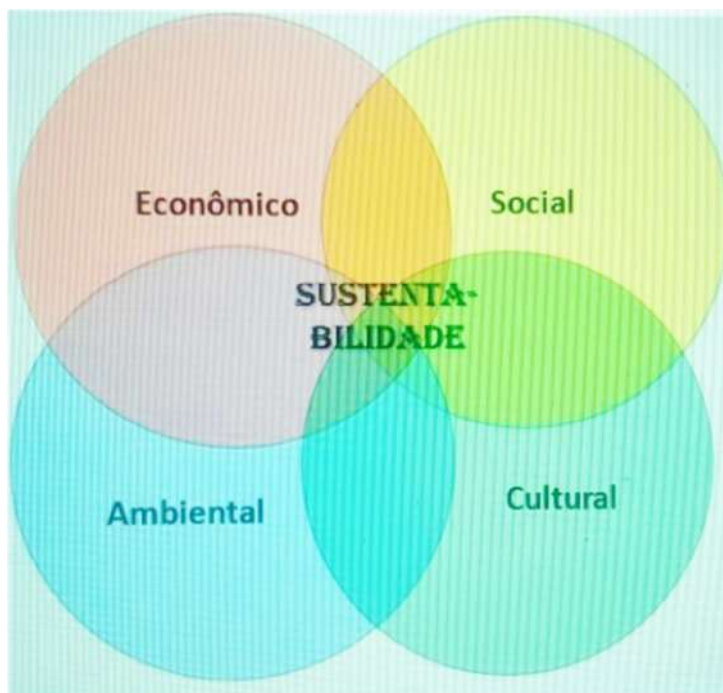 Econômico
Social
SUSTENTA-
BILIDADE
Ambiental
Cultural